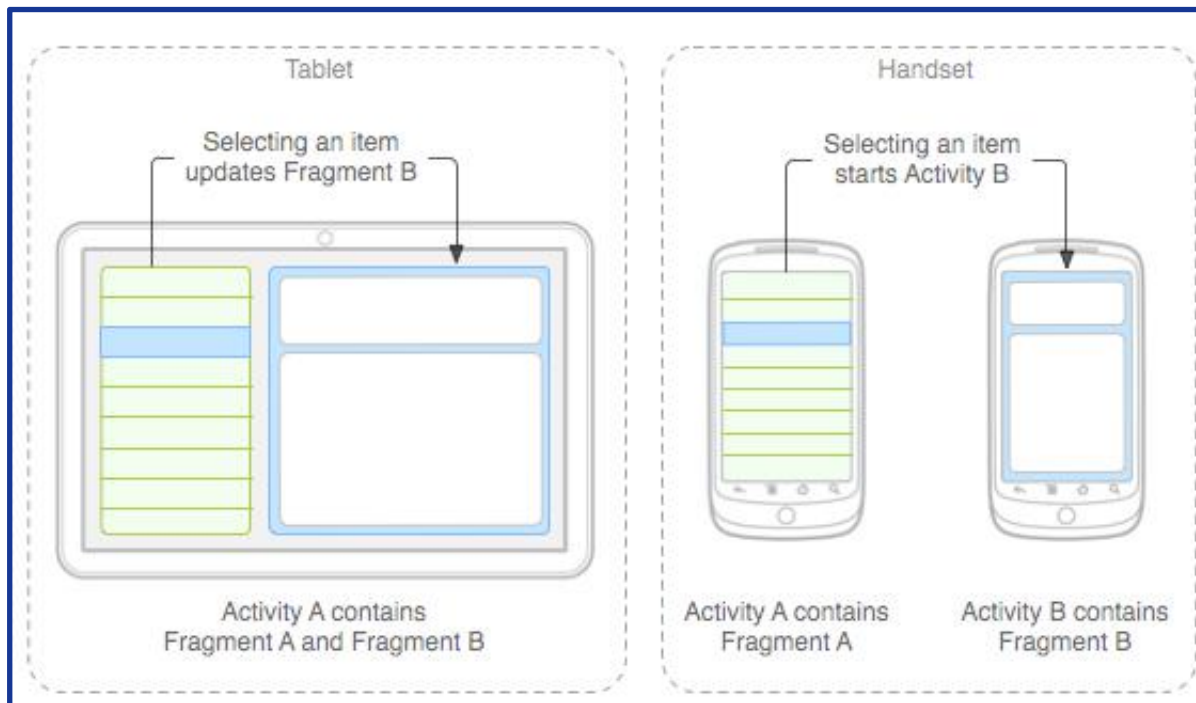 Tablet
Selecting an item
updates Fragment B
Activity A contains
Fragment A and Fragment B
Handset
Selecting an item
starts Activity B
Activity A contains
Fragment A
Activity B contains
Fragment B